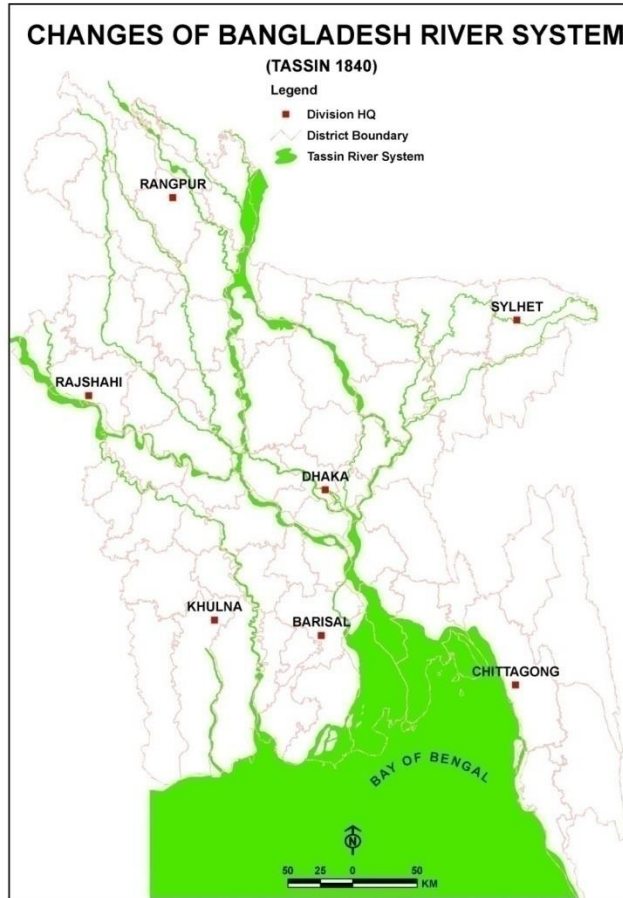 CHANGES OF BANGLADESH RIVER SYSTEM
(TASSIN 1840)
Legend
Division HQ
District Boundary
Tassin River System
RANGPUR
SYLHET
RAJSHAHI
DHAKA
KHULNA
BARISAL
CHITTAGONG
BAY OF BENGAL
N
50 25 0 50
KM